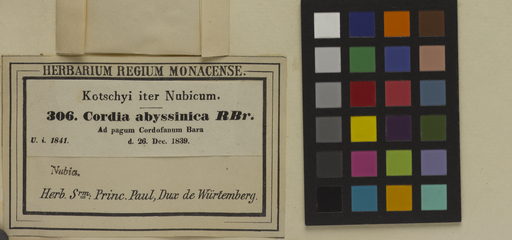 HERBARIUM REGIUM MONACENSE.
Kotschyi iter Nubicum.
306. Cordia abyssinica RBr.
Ad pagum Cordofanum Bara
U. i. 1841. d. 26. Dec. 1839.
Nubia.
Herb. Srmi. Princ. Paul, Dux de Würtemberg.